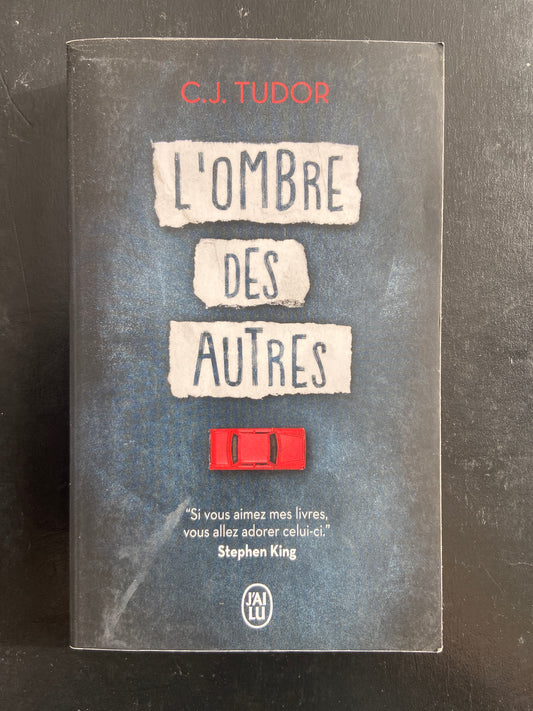 C.J. TUDOR
L'OMBRE
DES
AUTRES
“Si vous aimez mes livres,
vous allez adorer celui-ci.”
Stephen King
J'AI
LU